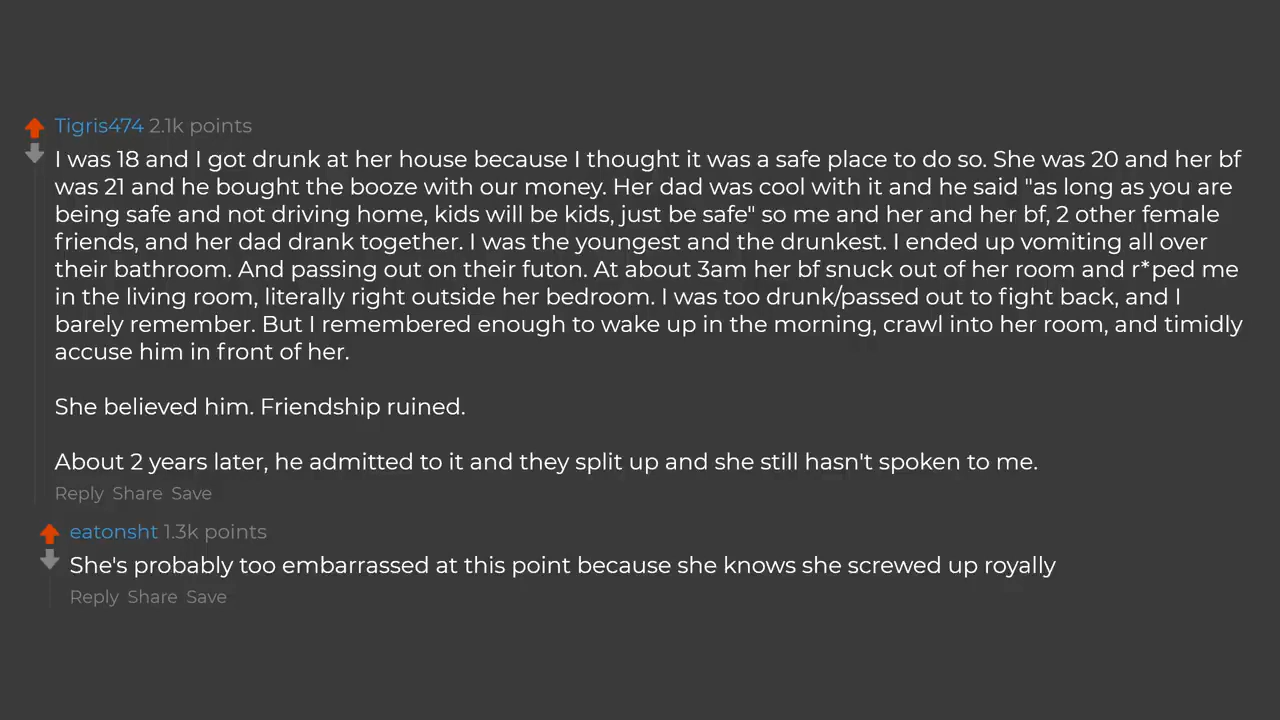 Tigris474 2.1k points
I was 18 and I got drunk at her house because I thought it was a safe place to do so. She was 20 and her bf
was 21 and he bought the booze with our money. Her dad was cool with it and he said "as long as you are
being safe and not driving home, kids will be kids, just be safe" so me and her and her bf, 2 other female
friends, and her dad drank together. I was the youngest and the drunkest. I ended up vomiting all over
their bathroom. And passing out on their futon. At about 3am her bf snuck out of her room and r*ped me
in the living room, literally right outside her bedroom. I was too drunk/passed out to fight back, and I
barely remember. But I remembered enough to wake up in the morning, crawl into her room, and timidly
accuse him in front of her.
She believed him. Friendship ruined.
About 2 years later, he admitted to it and they split up and she still hasn't spoken to me.
Reply Share Save
eatonsht 1.3k points
She's probably too embarrassed at this point because she knows she screwed up royally
Reply Share Save